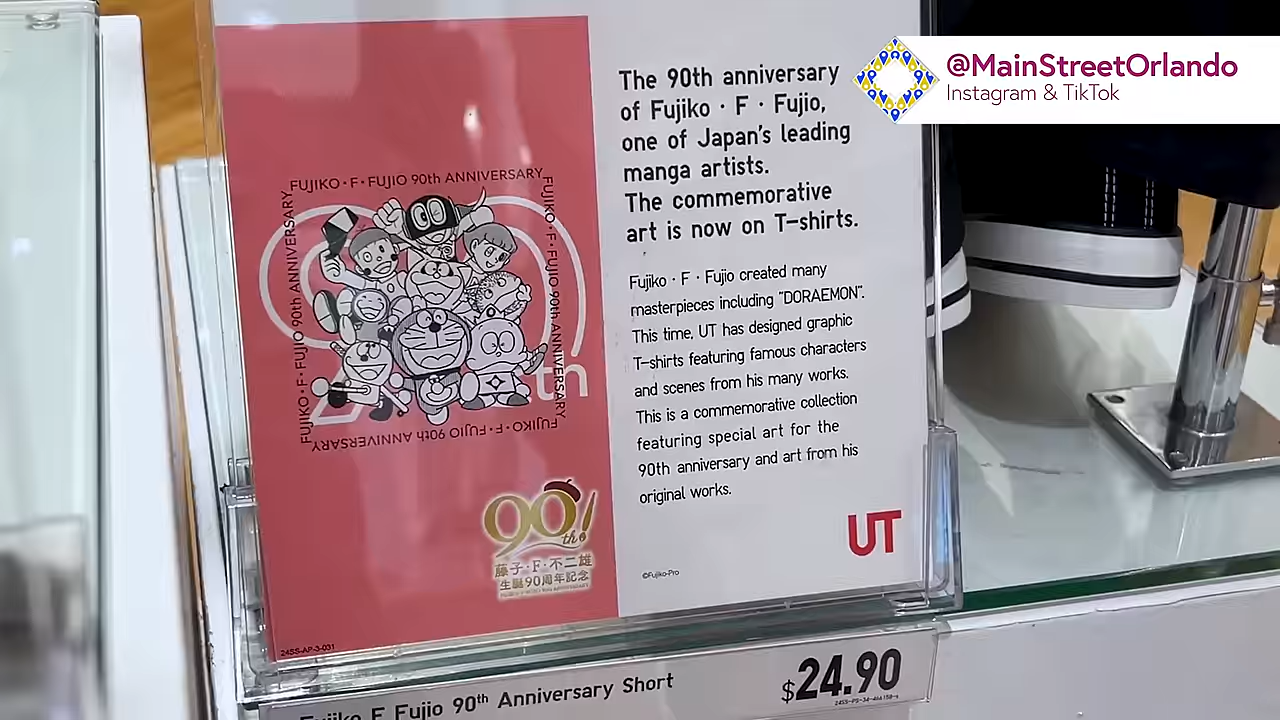 @MainStreetOrlando
Instagram & TikTok
The 90th anniversary
of Fujiko・F・Fujio,
one of Japan's leading
manga artists.
The commemorative
art is now on T-shirts.
Fujiko・F・Fujio created many
masterpieces including "DORAEMON".
This time, UT has designed graphic
T-shirts featuring famous characters
and scenes from his many works.
This is a commemorative collection
featuring special art for the
90th anniversary and art from his
original works.
UT
©Fujiko-Pro
FUJIKO・F・FUJIO 90th ANNIVERSARY
FUJIKO・F・FUJIO 90th ANNIVERSARY
FUJIKO・F・FUJIO 90th ANNIVERSARY
FUJIKO・F・FUJIO 90th ANNIVERSARY
th
90th!
藤子・F・不二雄
生誕90周年記念
24SS-AP-3-031
Fujiko F Fujio 90th Anniversary Short
$24.90